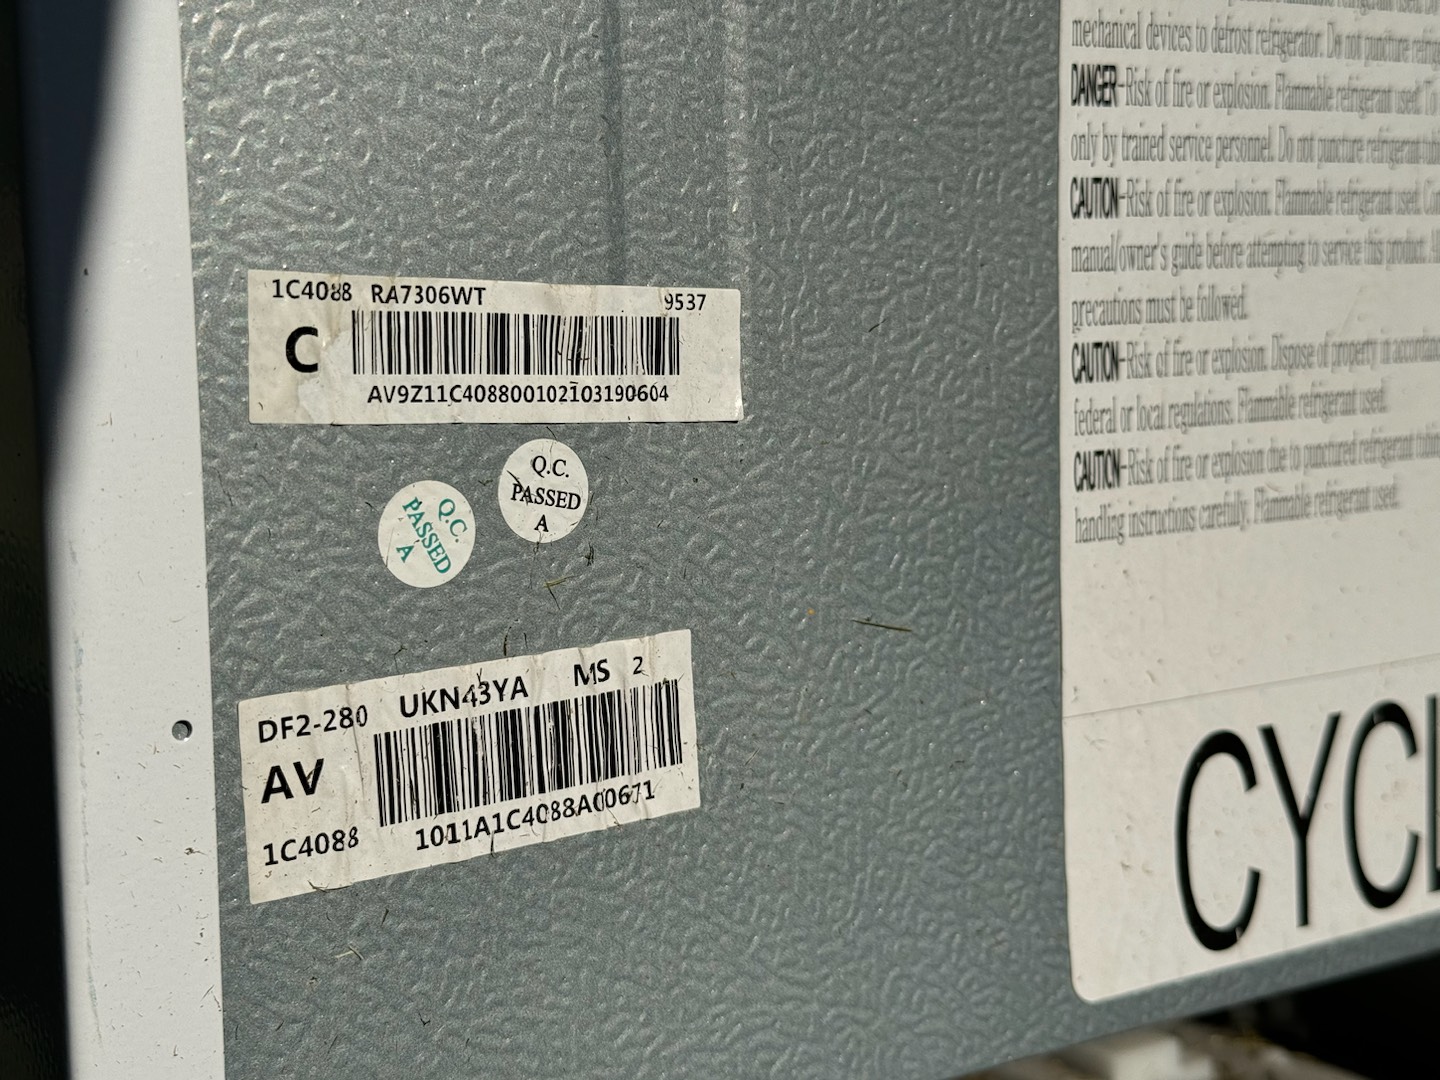 1C4088 RA7306WT 9537
C
AV9Z11C408800102103190604
Q.C.
PASSED
A
Q.C.
PASSED
A
DF2-280 UKN43YA MS 2
AV
1C4088 1011A1C4088A00671
mechanical devices to defrost refrigerator. Do not puncture
DANGER-Risk of fire or explosion. Flammable refrigerant used. To
only by trained service personnel. Do not puncture refrigerant
CAUTION-Risk of fire or explosion. Flammable refrigerant used.
manual/owner's guide before attempting to service this product.
precautions must be followed.
CAUTION-Risk of fire or explosion. Dispose of property in
federal or local regulations. Flammable refrigerant used.
CAUTION-Risk of fire or explosion due to punctured refrigerant
handling instructions carefully. Flammable refrigerant used.
CYCL